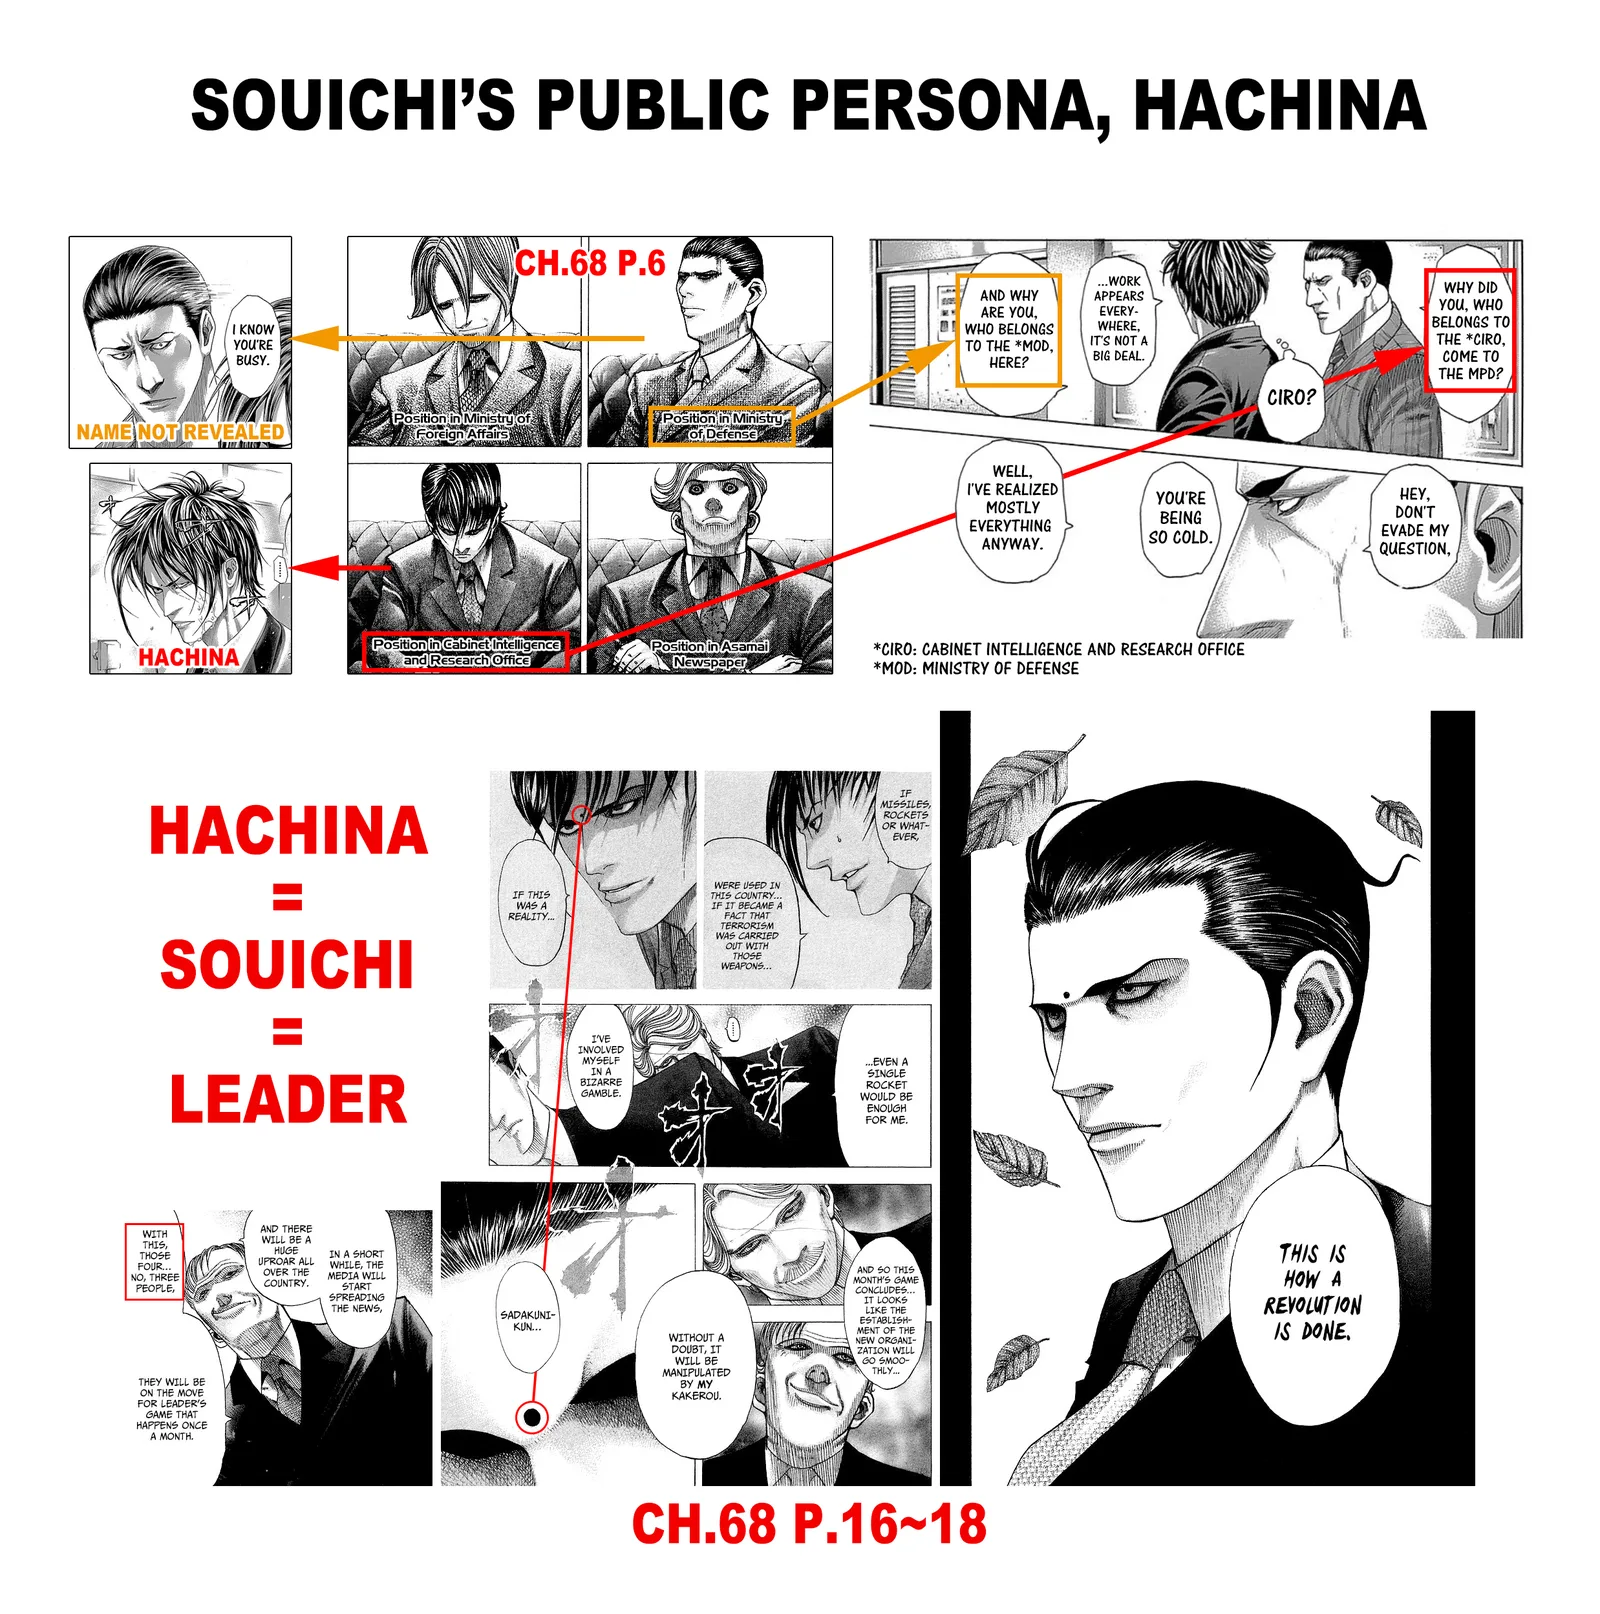 SOUICHI'S PUBLIC PERSONA, HACHINA
I KNOW
YOU'RE
BUSY.
NAME NOT REVEALED
HACHINA
CH.68 P.6
Position in Ministry of
Foreign Affairs
Position in Ministry
of Defense
Position in Cabinet Intelligence
and Research Office
Position in Asamai
Newspaper
WHY DID
YOU, WHO
BELONGS TO
THE *CIRO,
COME TO
THE MPD?
CIRO?
...WORK
APPEARS
EVERY-
WHERE,
IT'S NOT A
BIG DEAL.
AND WHY
ARE YOU,
WHO BELONGS
TO THE *MOD,
HERE?
HEY,
DON'T
EVADE MY
QUESTION,
YOU'RE
BEING
SO COLD.
WELL,
I'VE REALIZED
MOSTLY
EVERYTHING
ANYWAY.
*CIRO: CABINET INTELLIGENCE AND RESEARCH OFFICE
*MOD: MINISTRY OF DEFENSE
HACHINA
=
SOUICHI
=
LEADER
IF
MISSILES,
ROCKETS
OR WHAT-
EVER,
WERE USED IN
THIS COUNTRY...
IF IT BECAME A
FACT THAT
TERRORISM
WAS CARRIED
OUT WITH
THOSE
WEAPONS...
IF THIS
WAS A
REALITY...
...EVEN A
SINGLE
ROCKET
WOULD BE
ENOUGH
FOR ME.
I'VE
INVOLVED
MYSELF
IN A
BIZARRE
GAMBLE.
AND SO THIS
MONTH'S GAME
CONCLUDES...
IT LOOKS
LIKE THE
ESTABLISH-
MENT OF THE
NEW ORGANI-
ZATION WILL
GO SMOO-
THLY...
WITHOUT A
DOUBT, IT
WILL BE
MANIPULATED
BY MY
KAKEROU.
SADAKUNI-
KUN...
IN A SHORT
WHILE, THE
MEDIA WILL
START
SPREADING
THE NEWS,
AND THERE
WILL BE A
HUGE
UPROAR ALL
OVER THE
COUNTRY.
WITH
THIS,
THOSE
FOUR...
NO, THREE
PEOPLE,
THEY WILL BE
ON THE MOVE
FOR LEADER'S
GAME THAT
HAPPENS ONCE
A MONTH.
THIS IS
HOW A
REVOLUTION
IS DONE.
CH.68 P.16~18